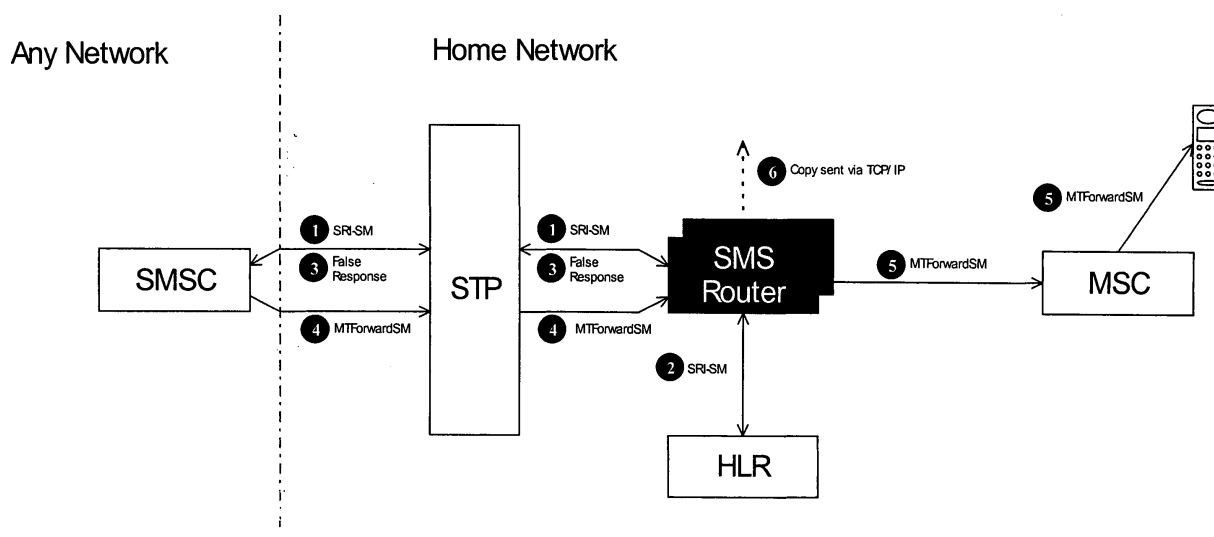 Any Network
Home Network
6 Copy sent via TCP/IP
5 MTForwardSM
1 SRI-SM
3 False
Response
4 MTForwardSM
SMSC
STP
1 SRI-SM
3 False
Response
4 MTForwardSM
SMS
Router
5 MTForwardSM
MSC
2 SRI-SM
HLR